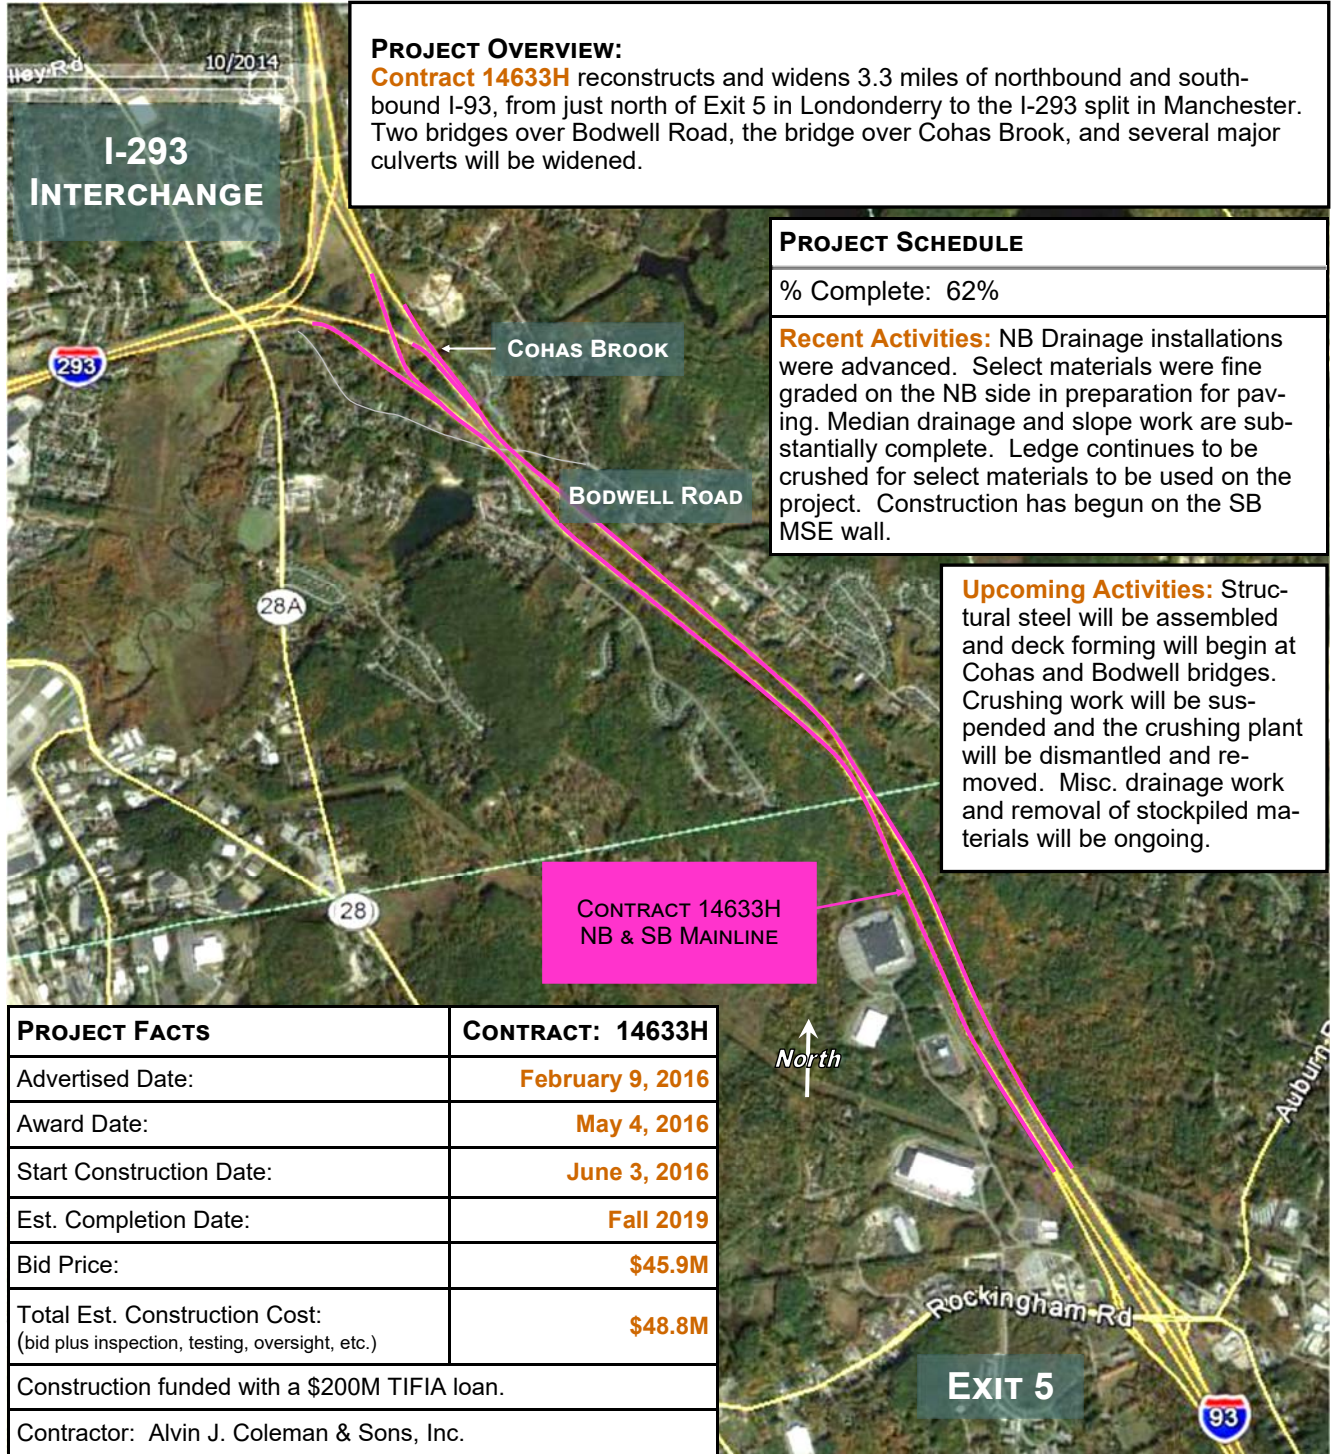 PROJECT OVERVIEW:
Contract 14633H reconstructs and widens 3.3 miles of northbound and south-
bound I-93, from just north of Exit 5 in Londonderry to the I-293 split in Manchester.
Two bridges over Bodwell Road, the bridge over Cohas Brook, and several major
culverts will be widened.
lley Rd
10/2014
I-293
INTERCHANGE
PROJECT SCHEDULE
% Complete: 62%
Recent Activities: NB Drainage installations
were advanced. Select materials were fine
graded on the NB side in preparation for pav-
ing. Median drainage and slope work are sub-
stantially complete. Ledge continues to be
crushed for select materials to be used on the
project. Construction has begun on the SB
MSE wall.
COHAS BROOK
293
BODWELL ROAD
28A
Upcoming Activities: Struc-
tural steel will be assembled
and deck forming will begin at
Cohas and Bodwell bridges.
Crushing work will be sus-
pended and the crushing plant
will be dismantled and re-
moved. Misc. drainage work
and removal of stockpiled ma-
terials will be ongoing.
28
CONTRACT 14633H
NB & SB MAINLINE
North
Auburn R
PROJECT FACTS CONTRACT: 14633H
Advertised Date: February 9, 2016
Award Date: May 4, 2016
Start Construction Date: June 3, 2016
Est. Completion Date: Fall 2019
Bid Price: $45.9M
Total Est. Construction Cost: $48.8M
(bid plus inspection, testing, oversight, etc.)
Construction funded with a $200M TIFIA loan.
Contractor: Alvin J. Coleman & Sons, Inc.
Rockingham Rd
EXIT 5
93